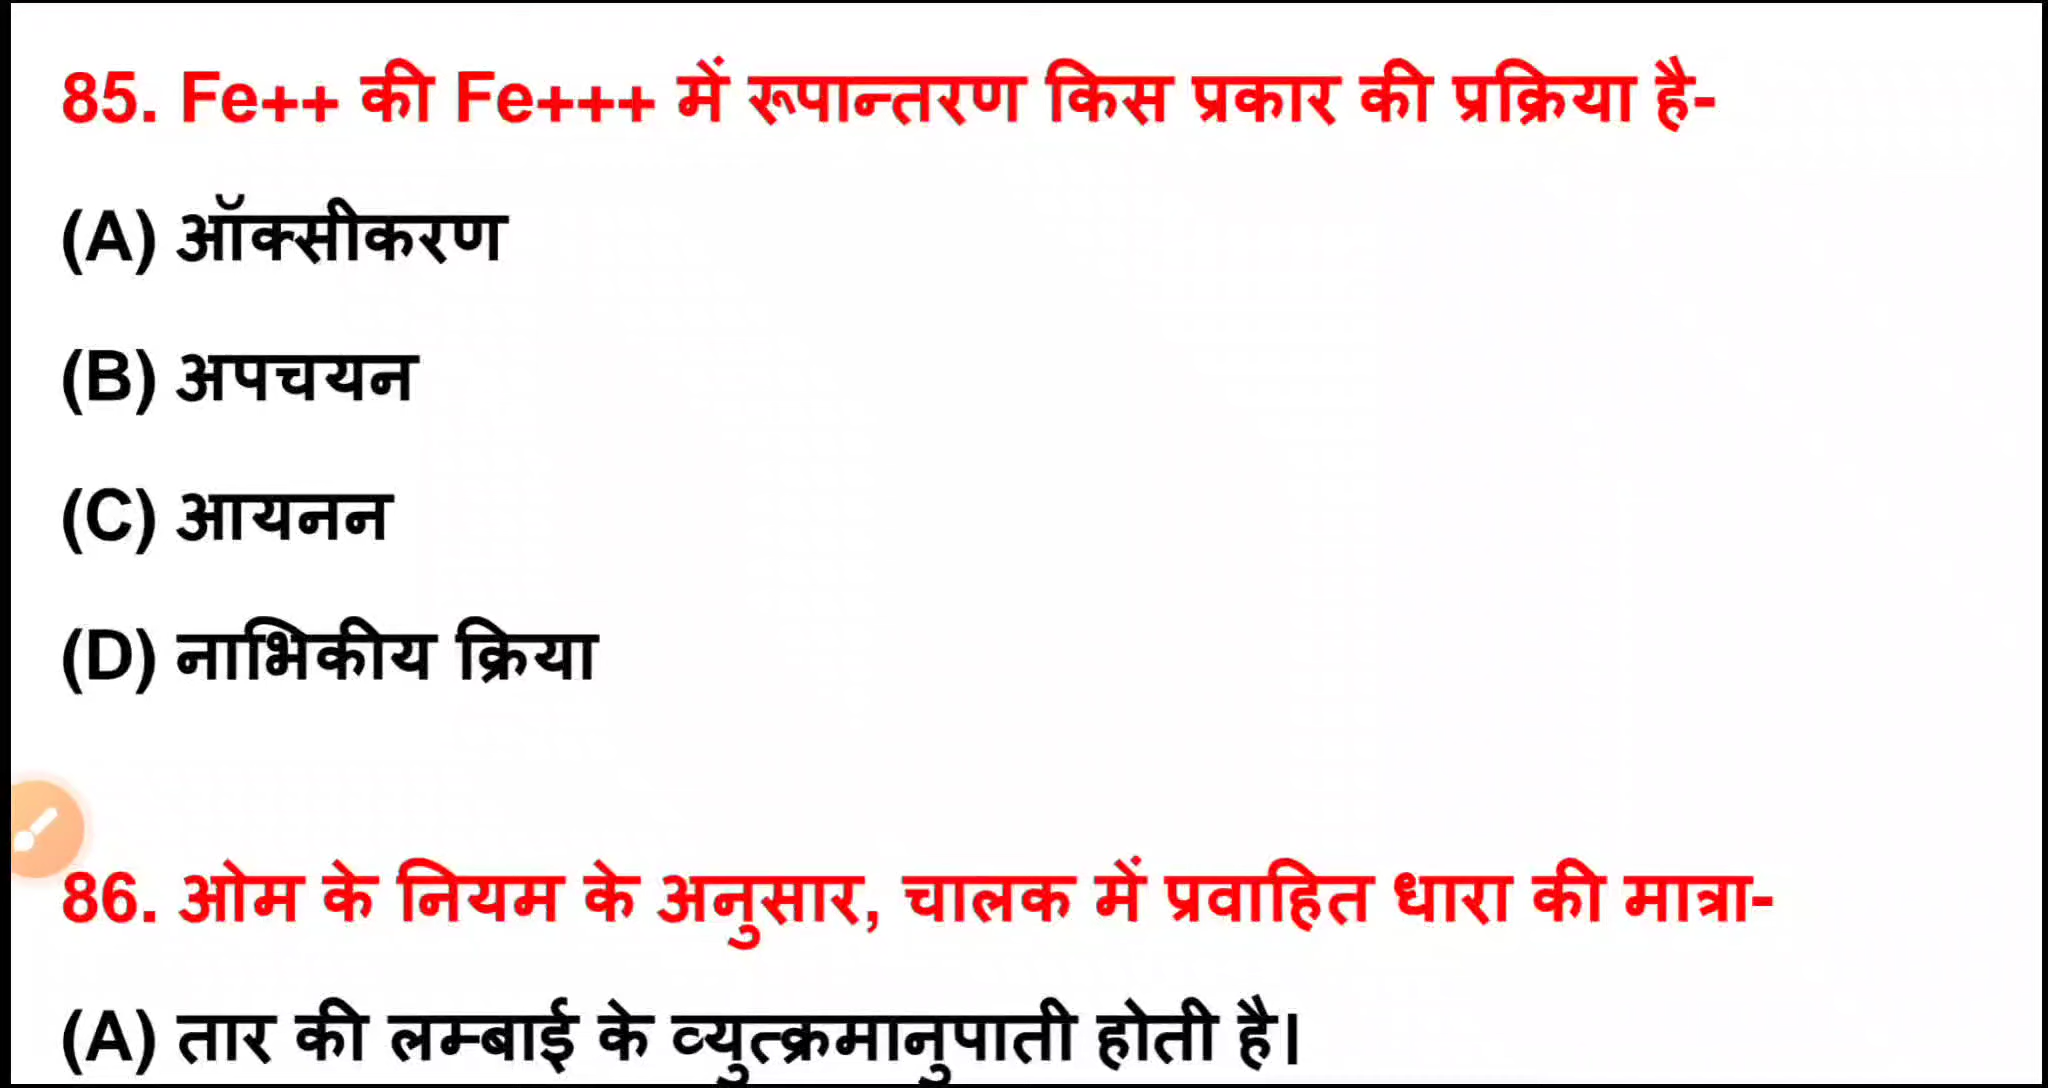 85. Fe++ की Fe+++ में रूपान्तरण किस प्रकार की प्रक्रिया है-
(A) ऑक्सीकरण
(B) अपचयन
(C) आयनन
(D) नाभिकीय क्रिया
86. ओम के नियम के अनुसार, चालक में प्रवाहित धारा की मात्रा-
(A) तार की लम्बाई के व्युत्क्रमानुपाती होती है।